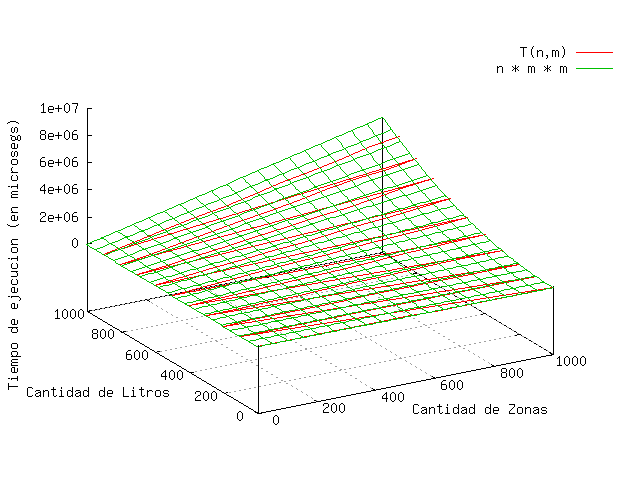 T(n,m)
n * m * m
1e+07
8e+06
6e+06
4e+06
2e+06
0
Tiempo de ejecucion (en microsegs)
1000
800
600
400
200
0
Cantidad de Litros
0
200
400
600
800
1000
Cantidad de Zonas